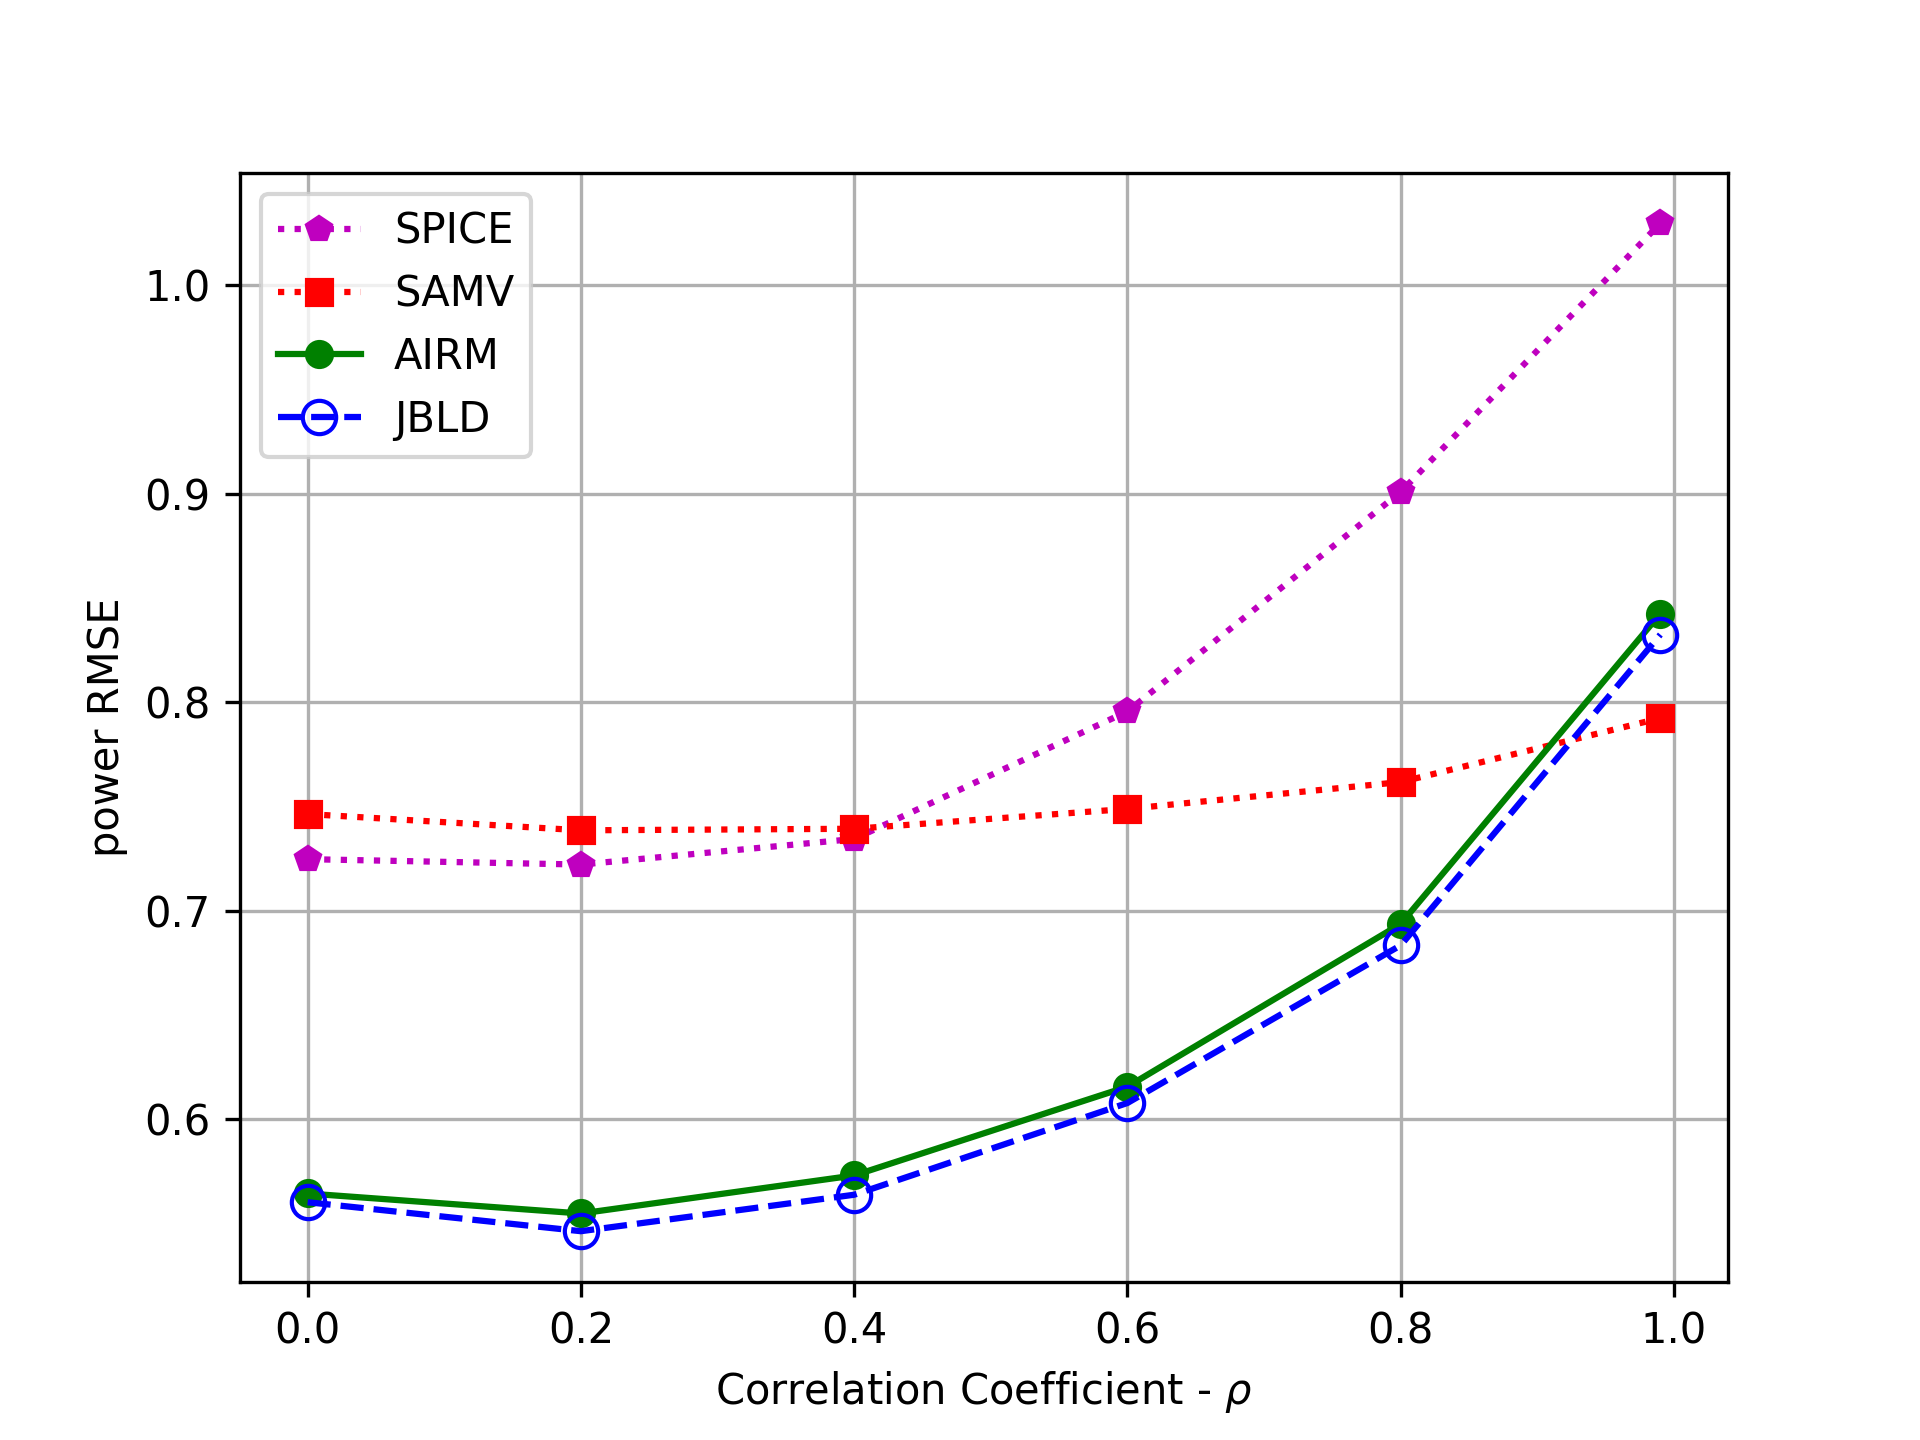 SPICE
SAMV
AIRM
JBLD
1.0
0.9
0.8
0.7
0.6
power RMSE
0.0 0.2 0.4 0.6 0.8 1.0
Correlation Coefficient - ρ